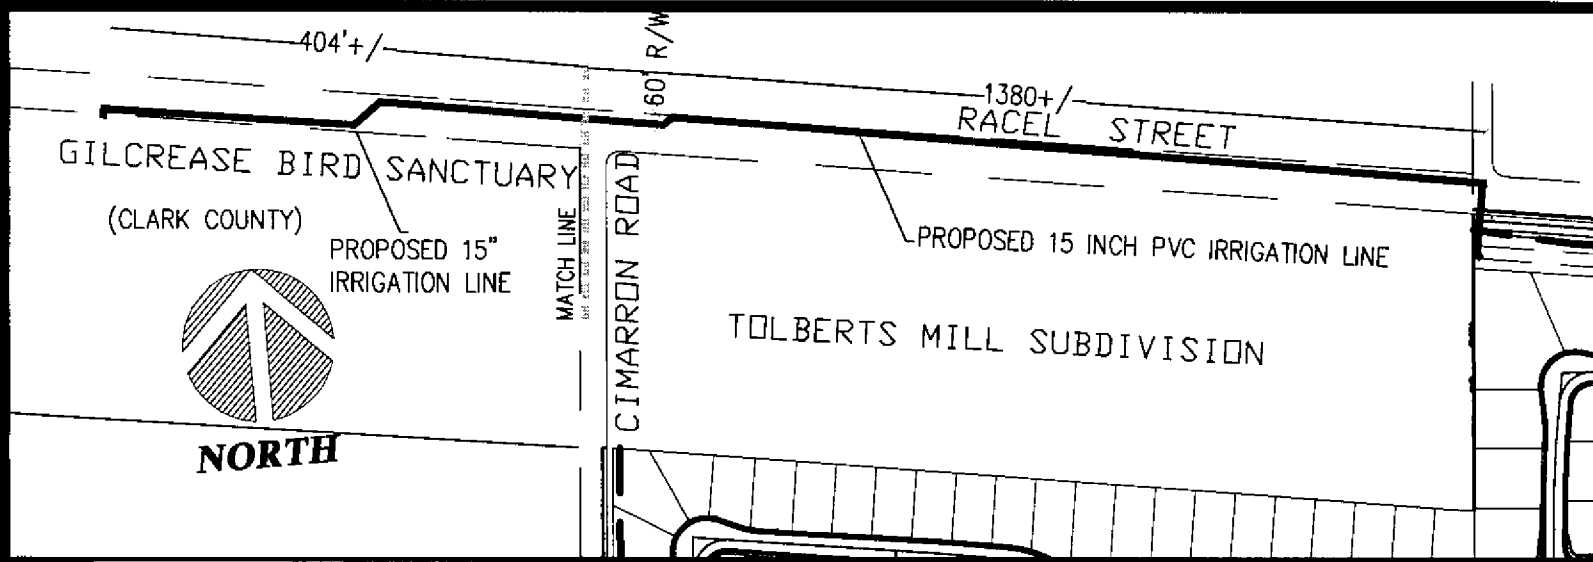 404'+/-
60' R/W
1380+/-
RACEL STREET
GILCREASE BIRD SANCTUARY
(CLARK COUNTY)
PROPOSED 15"
IRRIGATION LINE
MATCH LINE
CIMARRON ROAD
PROPOSED 15 INCH PVC IRRIGATION LINE
TOLBERTS MILL SUBDIVISION
NORTH